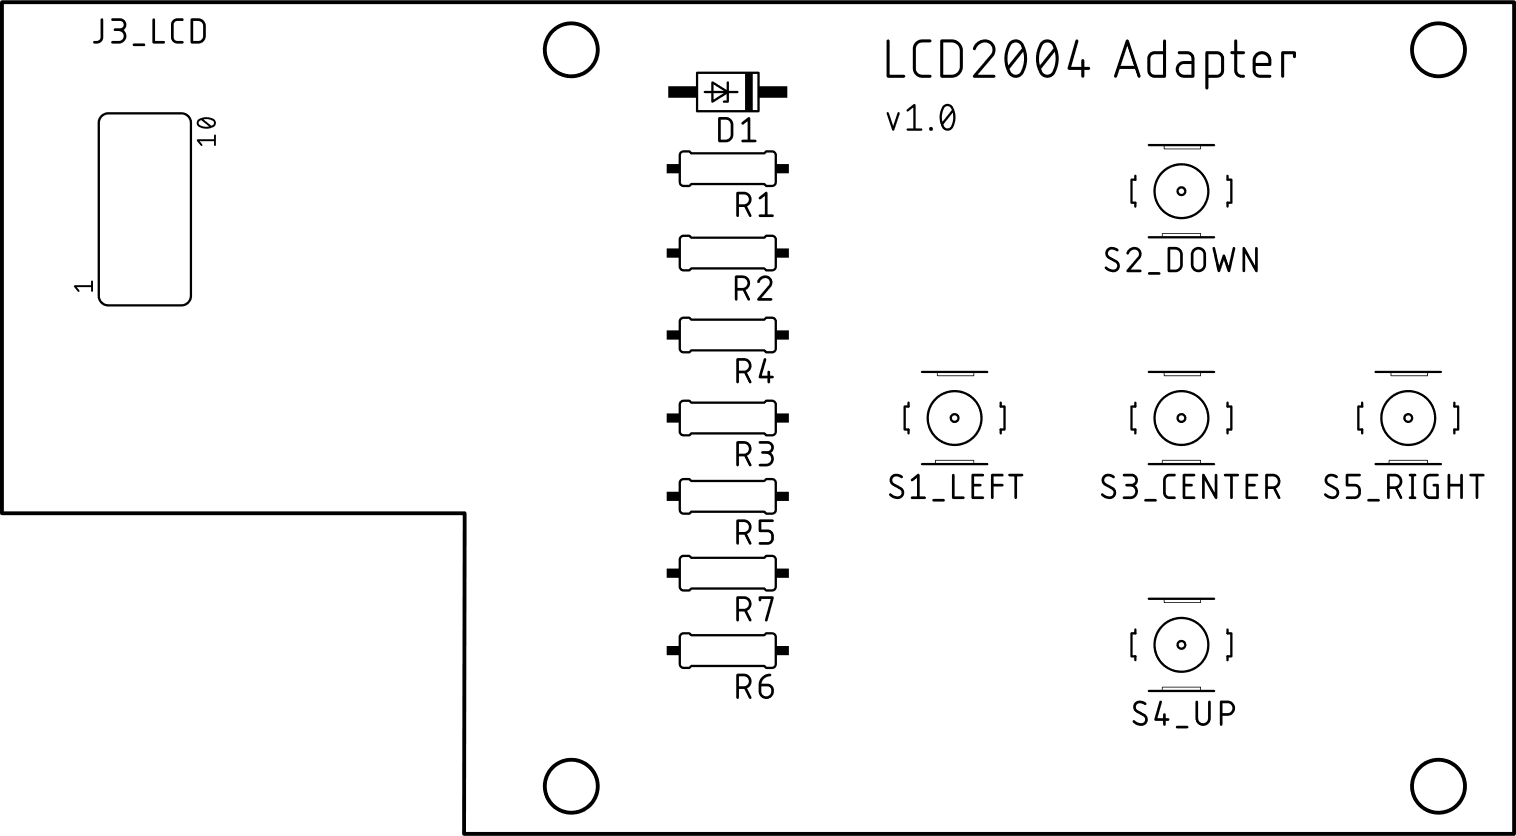 J3_LCD
10
1
D1
R1
R2
R4
R3
R5
R7
R6
LCD2004 Adapter
v1.0
S2_DOWN
S1_LEFT
S3_CENTER
S5_RIGHT
S4_UP